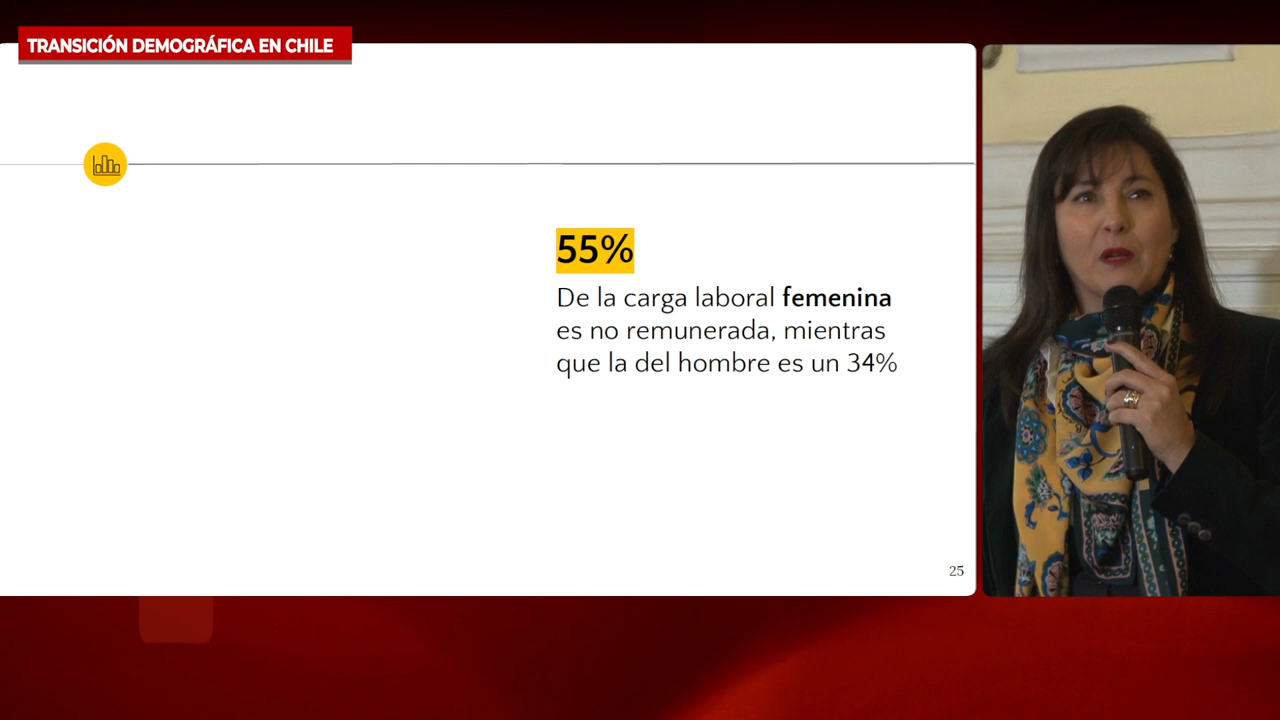 TRANSICIÓN DEMOGRÁFICA EN CHILE
55%
De la carga laboral femenina
es no remunerada, mientras
que la del hombre es un 34%
25